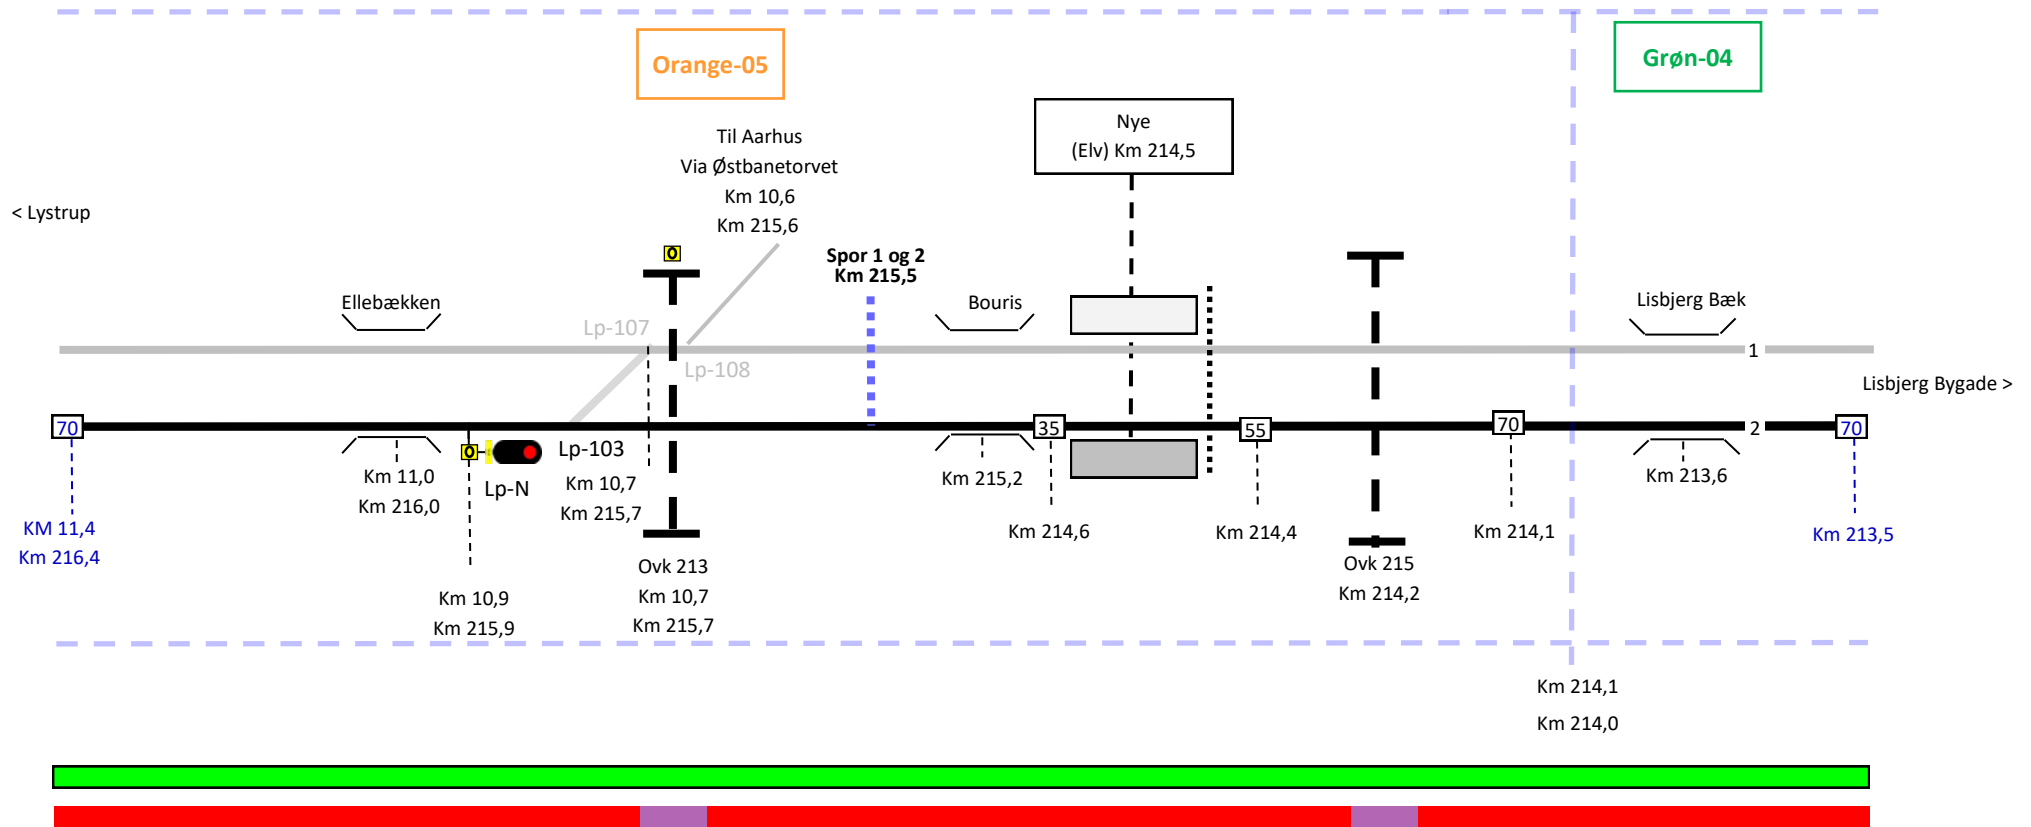 Orange-05
Grøn-04
Nye
(Elv) Km 214,5
Til Aarhus
Via Østbanetorvet
Km 10,6
Km 215,6
< Lystrup
O
Spor 1 og 2
Km 215,5
Ellebækken
Bouris
Lisbjerg Bæk
Lp-107
Lp-108
1
Lisbjerg Bygade >
70
35
55
70
2
70
O
Lp-103
Lp-N
Km 11,0
Km 216,0
Km 10,7
Km 215,7
Km 215,2
Km 213,6
KM 11,4
Km 216,4
Km 214,6
Km 214,4
Km 214,1
Km 213,5
Ovk 213
Km 10,7
Km 215,7
Ovk 215
Km 214,2
Km 10,9
Km 215,9
Km 214,1
Km 214,0